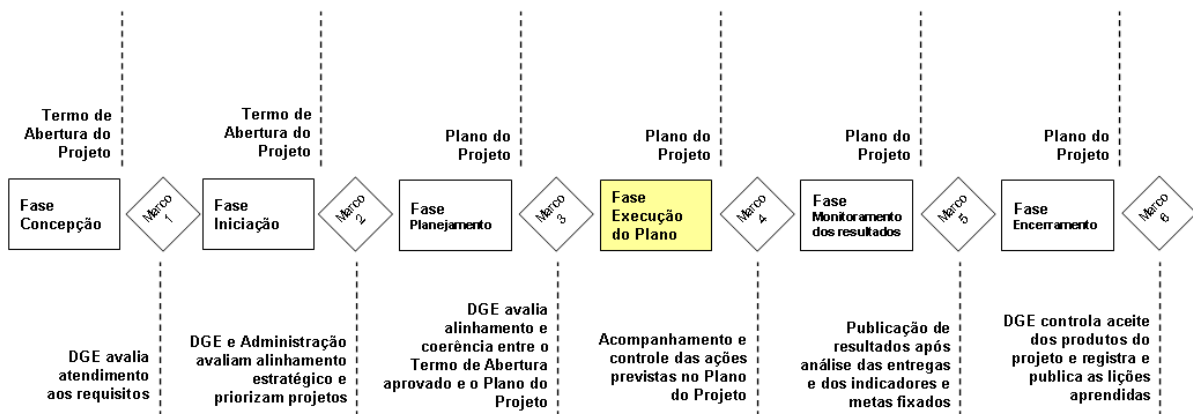 Termo de
Abertura do
Projeto
Termo de
Abertura do
Projeto
Plano do
Projeto
Plano do
Projeto
Plano do
Projeto
Plano do
Projeto
Fase
Concepção
Marco
1
Fase
Iniciação
Marco
2
Fase
Planejamento
Marco
3
Fase
Execução
do Plano
Marco
4
Fase
Monitoramento
dos resultados
Marco
5
Fase
Encerramento
Marco
6
DGE avalia
atendimento
aos requisitos
DGE e Administração
avaliam alinhamento
estratégico e
priorizam projetos
DGE avalia
alinhamento e
coerência entre o
Termo de Abertura
aprovado e o Plano do
Projeto
Acompanhamento e
controle das ações
previstas no Plano
do Projeto
Publicação de
resultados após
análise das entregas
e dos indicadores e
metas fixados
DGE controla aceite
dos produtos do
projeto e registra e
publica as lições
aprendidas